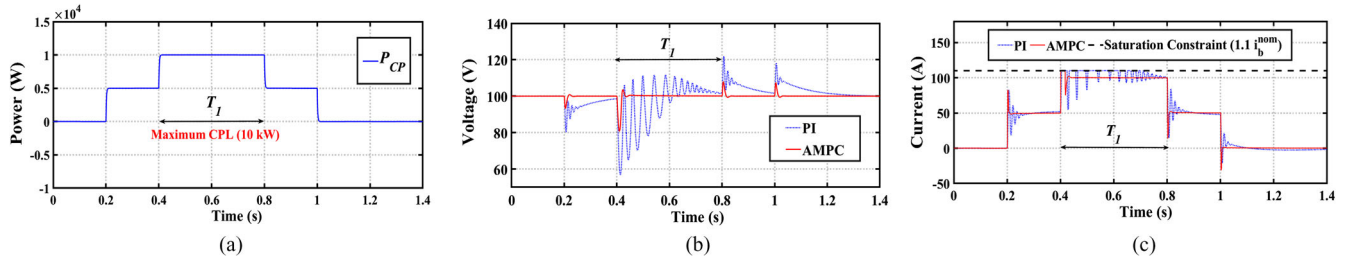 ×10⁴
1.5
1
0.5
0
-0.5
-1
Power (W)
P_CP
T_1
Maximum CPL (10 kW)
0 0.2 0.4 0.6 0.8 1 1.2 1.4
Time (s)
(a)
140
120
100
80
60
Voltage (V)
T_1
PI
AMPC
0 0.2 0.4 0.6 0.8 1 1.2 1.4
Time (s)
(b)
150
100
50
0
-50
Current (A)
PI AMPC Saturation Constraint (1.1 i_b^nom)
T_1
0 0.2 0.4 0.6 0.8 1 1.2 1.4
Time (s)
(c)